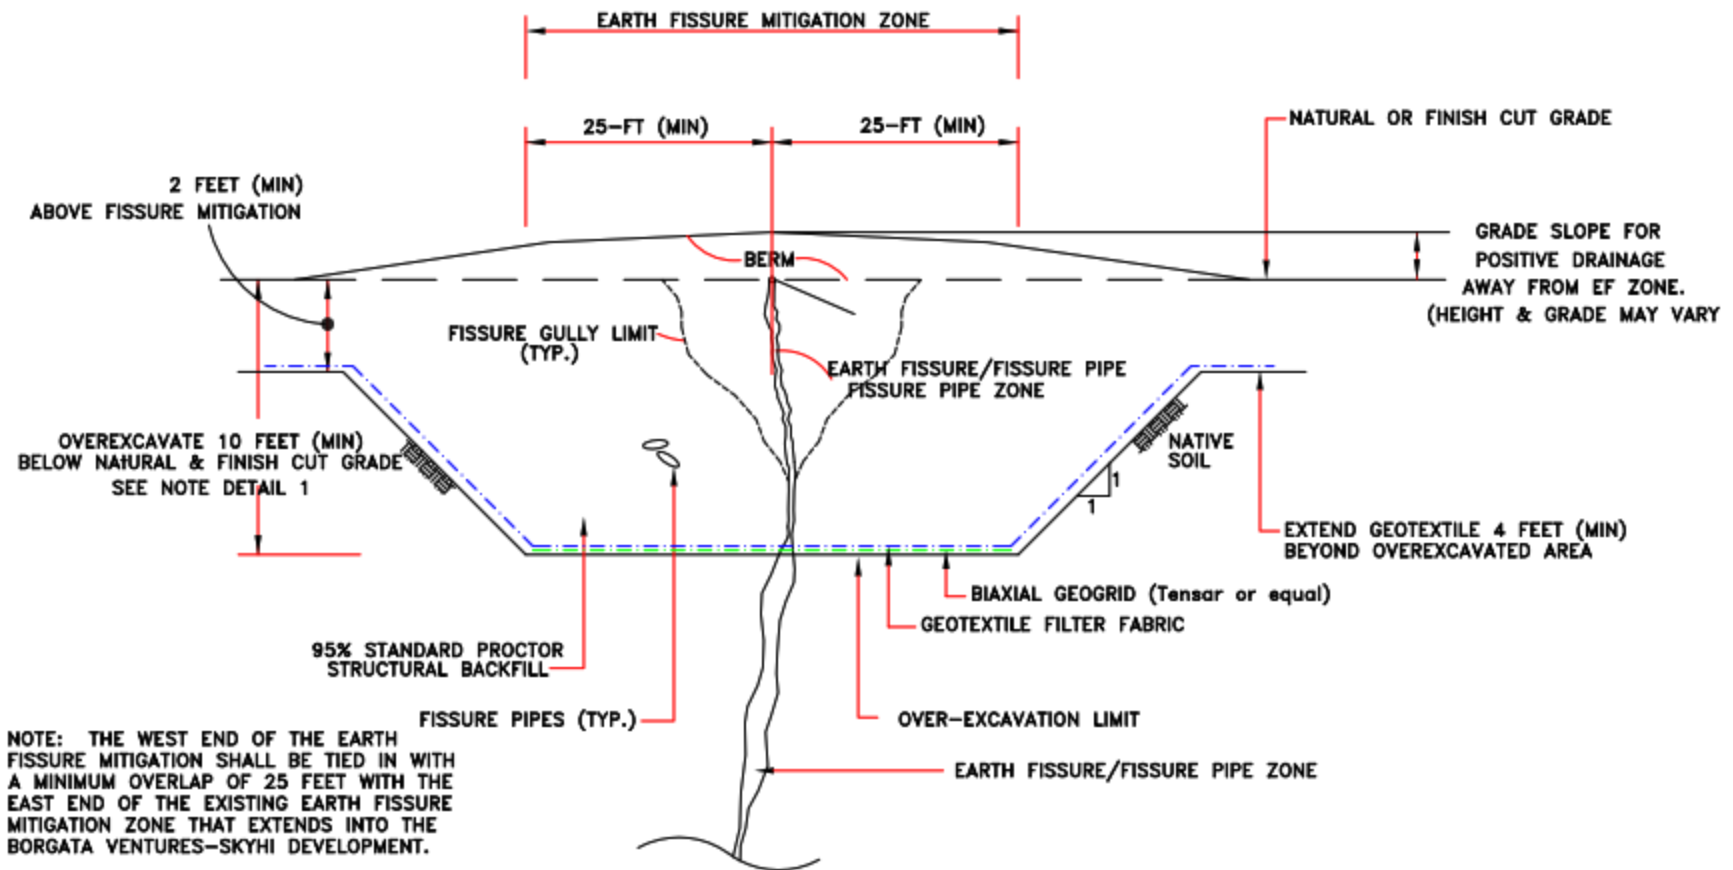 EARTH FISSURE MITIGATION ZONE
25-FT (MIN)
25-FT (MIN)
NATURAL OR FINISH CUT GRADE
2 FEET (MIN)
ABOVE FISSURE MITIGATION
GRADE SLOPE FOR
POSITIVE DRAINAGE
AWAY FROM EF ZONE.
(HEIGHT & GRADE MAY VARY
BERM
FISSURE GULLY LIMIT
(TYP.)
EARTH FISSURE/FISSURE PIPE
FISSURE PIPE ZONE
OVEREXCAVATE 10 FEET (MIN)
BELOW NATURAL & FINISH CUT GRADE
SEE NOTE DETAIL 1
NATIVE
SOIL
1
1
EXTEND GEOTEXTILE 4 FEET (MIN)
BEYOND OVEREXCAVATED AREA
BIAXIAL GEOGRID (Tensar or equal)
GEOTEXTILE FILTER FABRIC
95% STANDARD PROCTOR
STRUCTURAL BACKFILL
FISSURE PIPES (TYP.)
OVER-EXCAVATION LIMIT
EARTH FISSURE/FISSURE PIPE ZONE
NOTE: THE WEST END OF THE EARTH
FISSURE MITIGATION SHALL BE TIED IN WITH
A MINIMUM OVERLAP OF 25 FEET WITH THE
EAST END OF THE EXISTING EARTH FISSURE
MITIGATION ZONE THAT EXTENDS INTO THE
BORGATA VENTURES-SKYHI DEVELOPMENT.